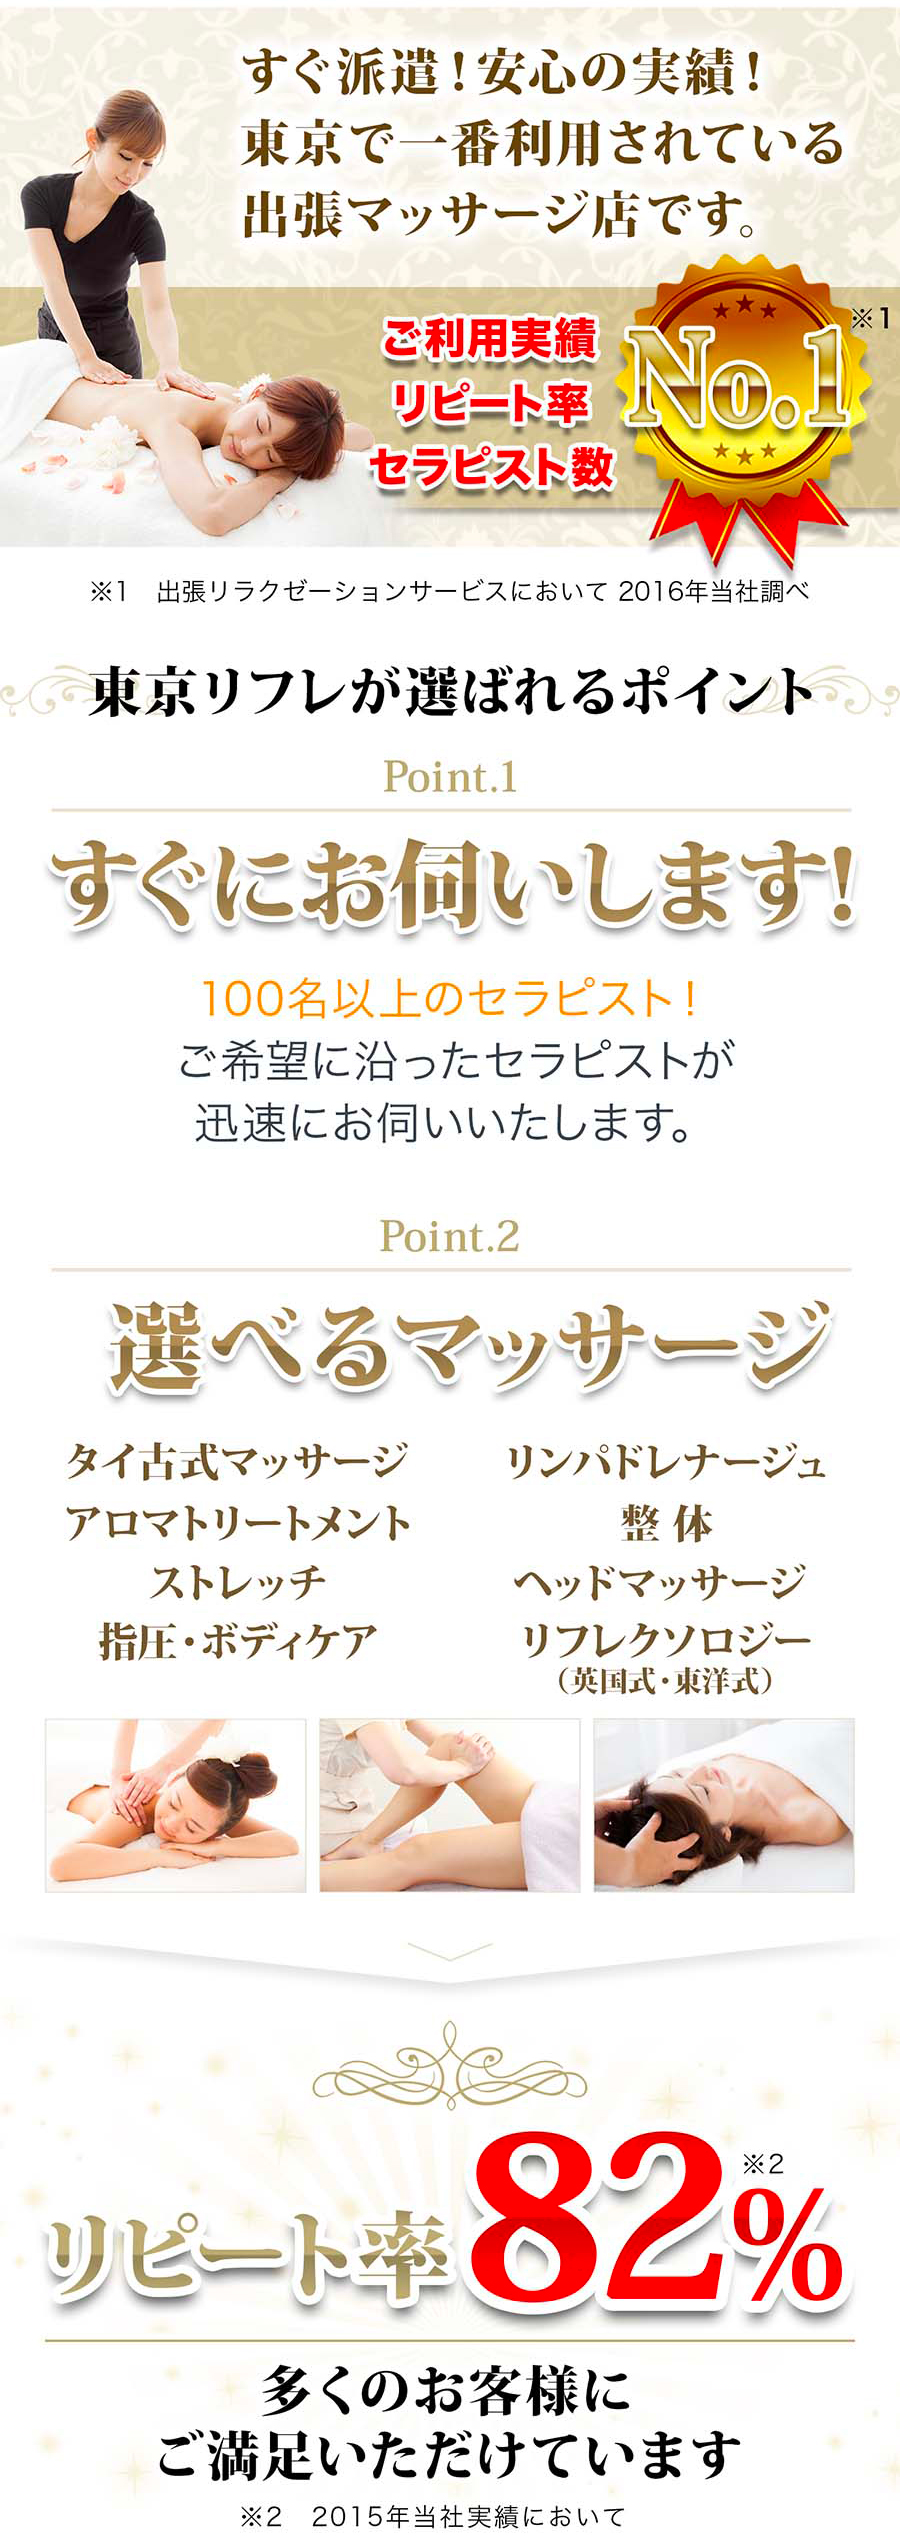 すぐ派遣！安心の実績！
東京で一番利用されている
出張マッサージ店です。
ご利用実績
リピート率
セラピスト数
No.1
※1
※1　出張リラクゼーションサービスにおいて 2016年当社調べ
東京リフレが選ばれるポイント
Point.1
すぐにお伺いします!
100名以上のセラピスト！
ご希望に沿ったセラピストが
迅速にお伺いいたします。
Point.2
選べるマッサージ
タイ古式マッサージ
アロマトリートメント
ストレッチ
指圧・ボディケア
リンパドレナージュ
整 体
ヘッドマッサージ
リフレクソロジー
（英国式・東洋式）
リピート率82%
※2
多くのお客様に
ご満足いただけています
※2　2015年当社実績において